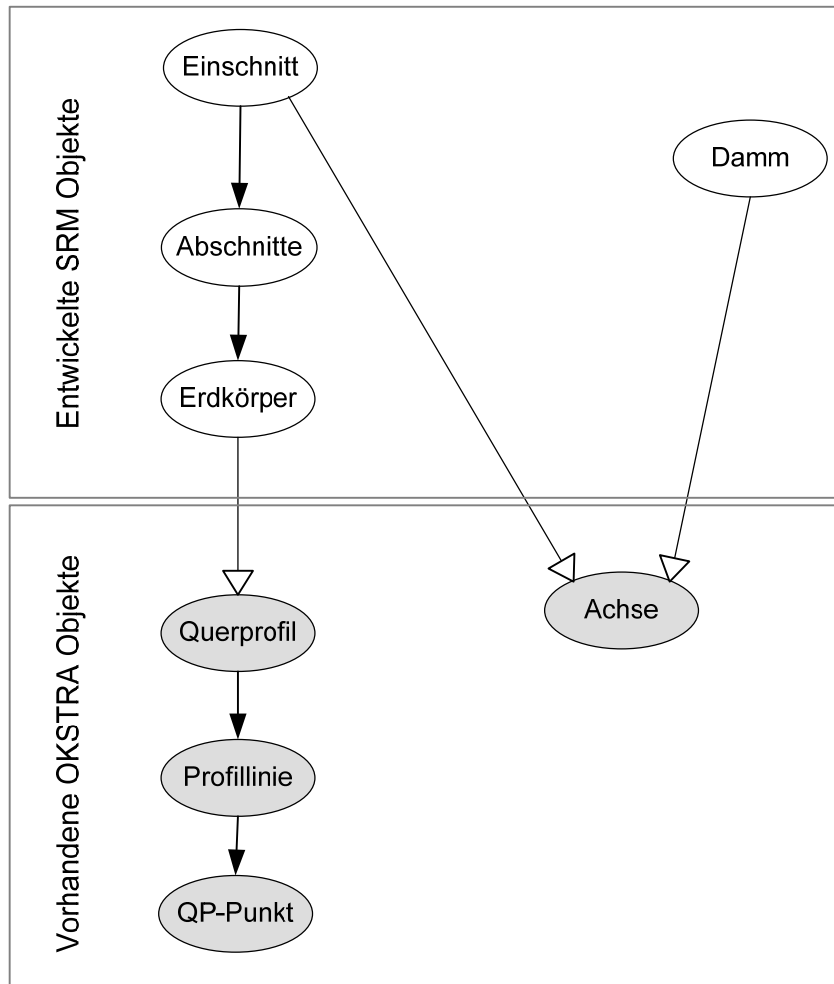 Entwickelte SRM Objekte
Einschnitt
Damm
Abschnitte
Erdkörper
Vorhandene OKSTRA Objekte
Querprofil
Achse
Profillinie
QP-Punkt